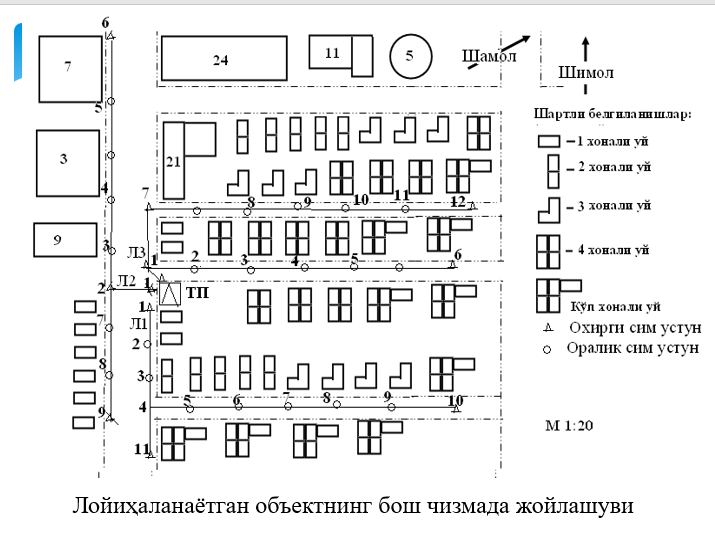 6
24
11
5
Шамол
Шимол
7
5
Шартли белгиланишлар:
– 1 хонали уй
21
3
– 2 хонали уй
4
7
8
9
10
11
12
– 3 хонали уй
9
3
Л3
1
2
3
4
5
6
– 4 хонали уй
2
Л2
1
ТП
1
Кўп хонали уй
7
Л1
Охирги сим устун
2
Оралик сим устун
8
3
9
4
5
6
7
8
9
10
М 1:20
11
Лойиҳаланаётган объектнинг бош чизмада жойлашуви